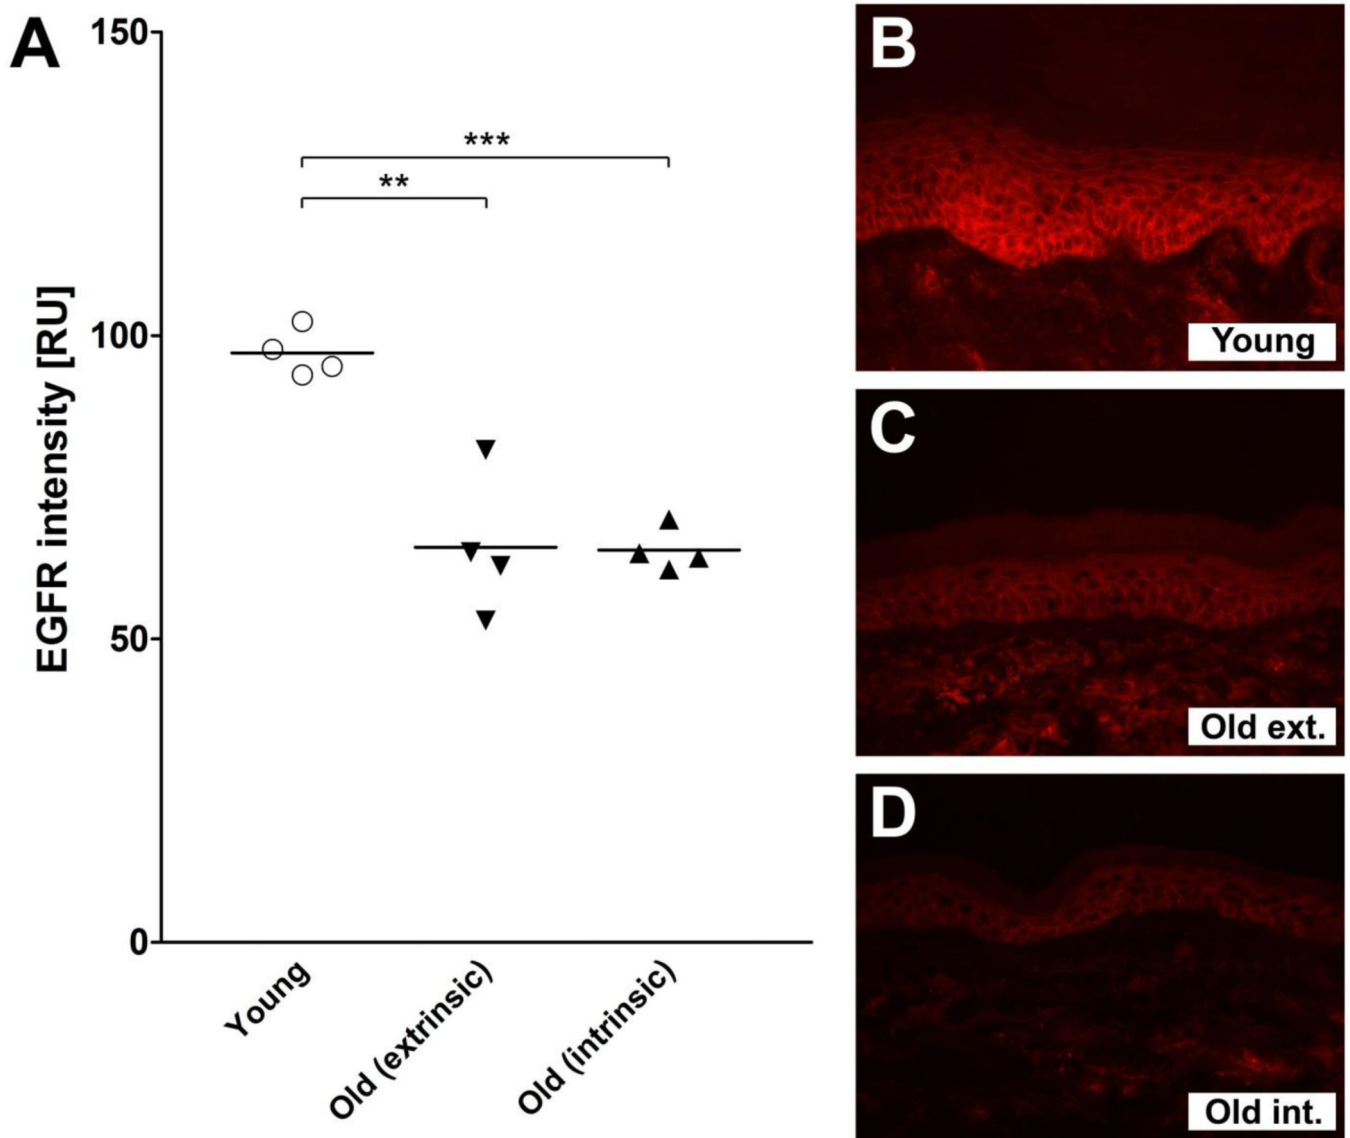 A
150
100
50
0
EGFR intensity [RU]
***
**
Young
Old (extrinsic)
Old (intrinsic)
B
Young
C
Old ext.
D
Old int.